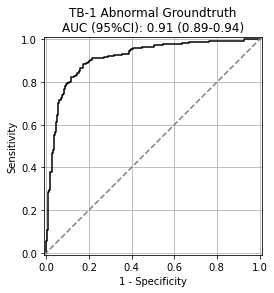 TB-1 Abnormal Groundtruth
AUC (95%CI): 0.91 (0.89-0.94)
1.0
0.8
0.6
0.4
0.2
0.0
Sensitivity
0.0 0.2 0.4 0.6 0.8 1.0
1 - Specificity